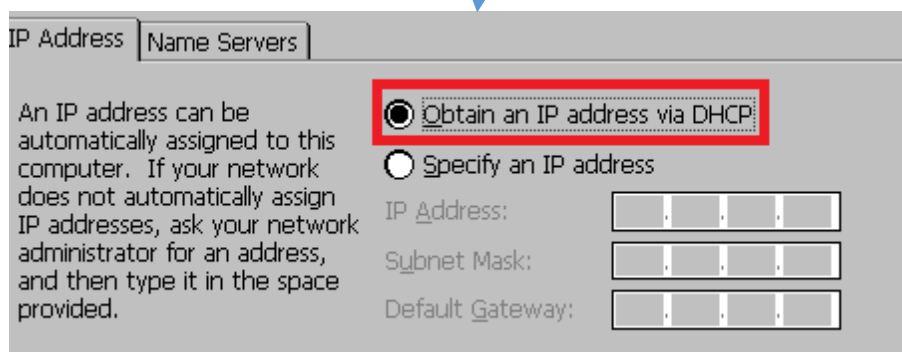 IP Address
Name Servers
An IP address can be
automatically assigned to this
computer. If your network
does not automatically assign
IP addresses, ask your network
administrator for an address,
and then type it in the space
provided.
Obtain an IP address via DHCP
Specify an IP address
IP Address:
Subnet Mask:
Default Gateway: